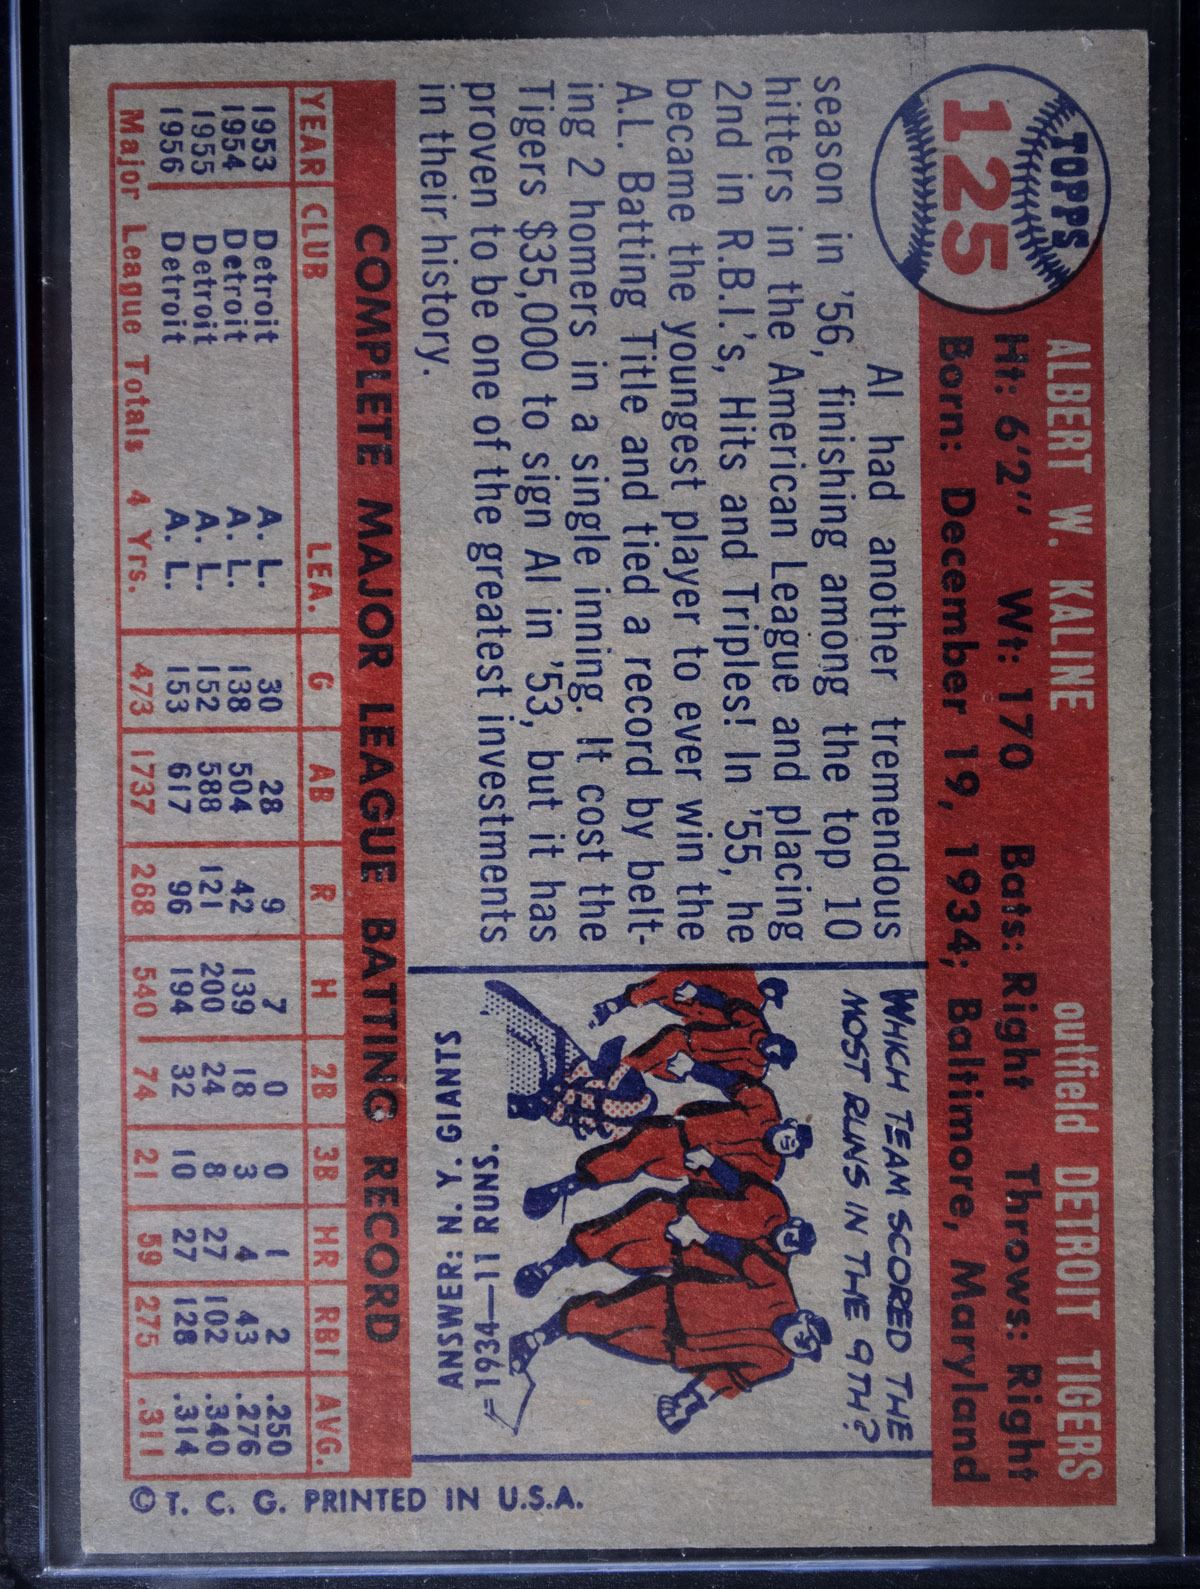 TOPPS
125
ALBERT W. KALINE outfield DETROIT TIGERS
Ht: 6'2" Wt: 170 Bats: Right Throws: Right
Born: December 19, 1934; Baltimore, Maryland
Al had another tremendous
season in '56, finishing among the top 10
hitters in the American League and placing
2nd in R.B.I.'s, Hits and Triples! In '55, he
became the youngest player to ever win the
A.L. Batting Title and tied a record by belt-
ing 2 homers in a single inning. It cost the
Tigers $35,000 to sign Al in '53, but it has
proven to be one of the greatest investments
in their history.
WHICH TEAM SCORED THE
MOST RUNS IN THE 9TH?
ANSWER: N.Y. GIANTS
=1934—11 RUNS.
COMPLETE MAJOR LEAGUE BATTING RECORD
YEAR CLUB LEA. G AB R H 2B 3B HR RBI AVG.
1953 Detroit A. L. 30 28 9 7 0 0 1 2 .250
1954 Detroit A. L. 138 504 42 139 18 3 4 43 .276
1955 Detroit A. L. 152 588 121 200 24 8 27 102 .340
1956 Detroit A. L. 153 617 96 194 32 10 27 128 .314
Major League Totals 4 Yrs. 473 1737 268 540 74 21 59 275 .311
© T. C. G. PRINTED IN U.S.A.